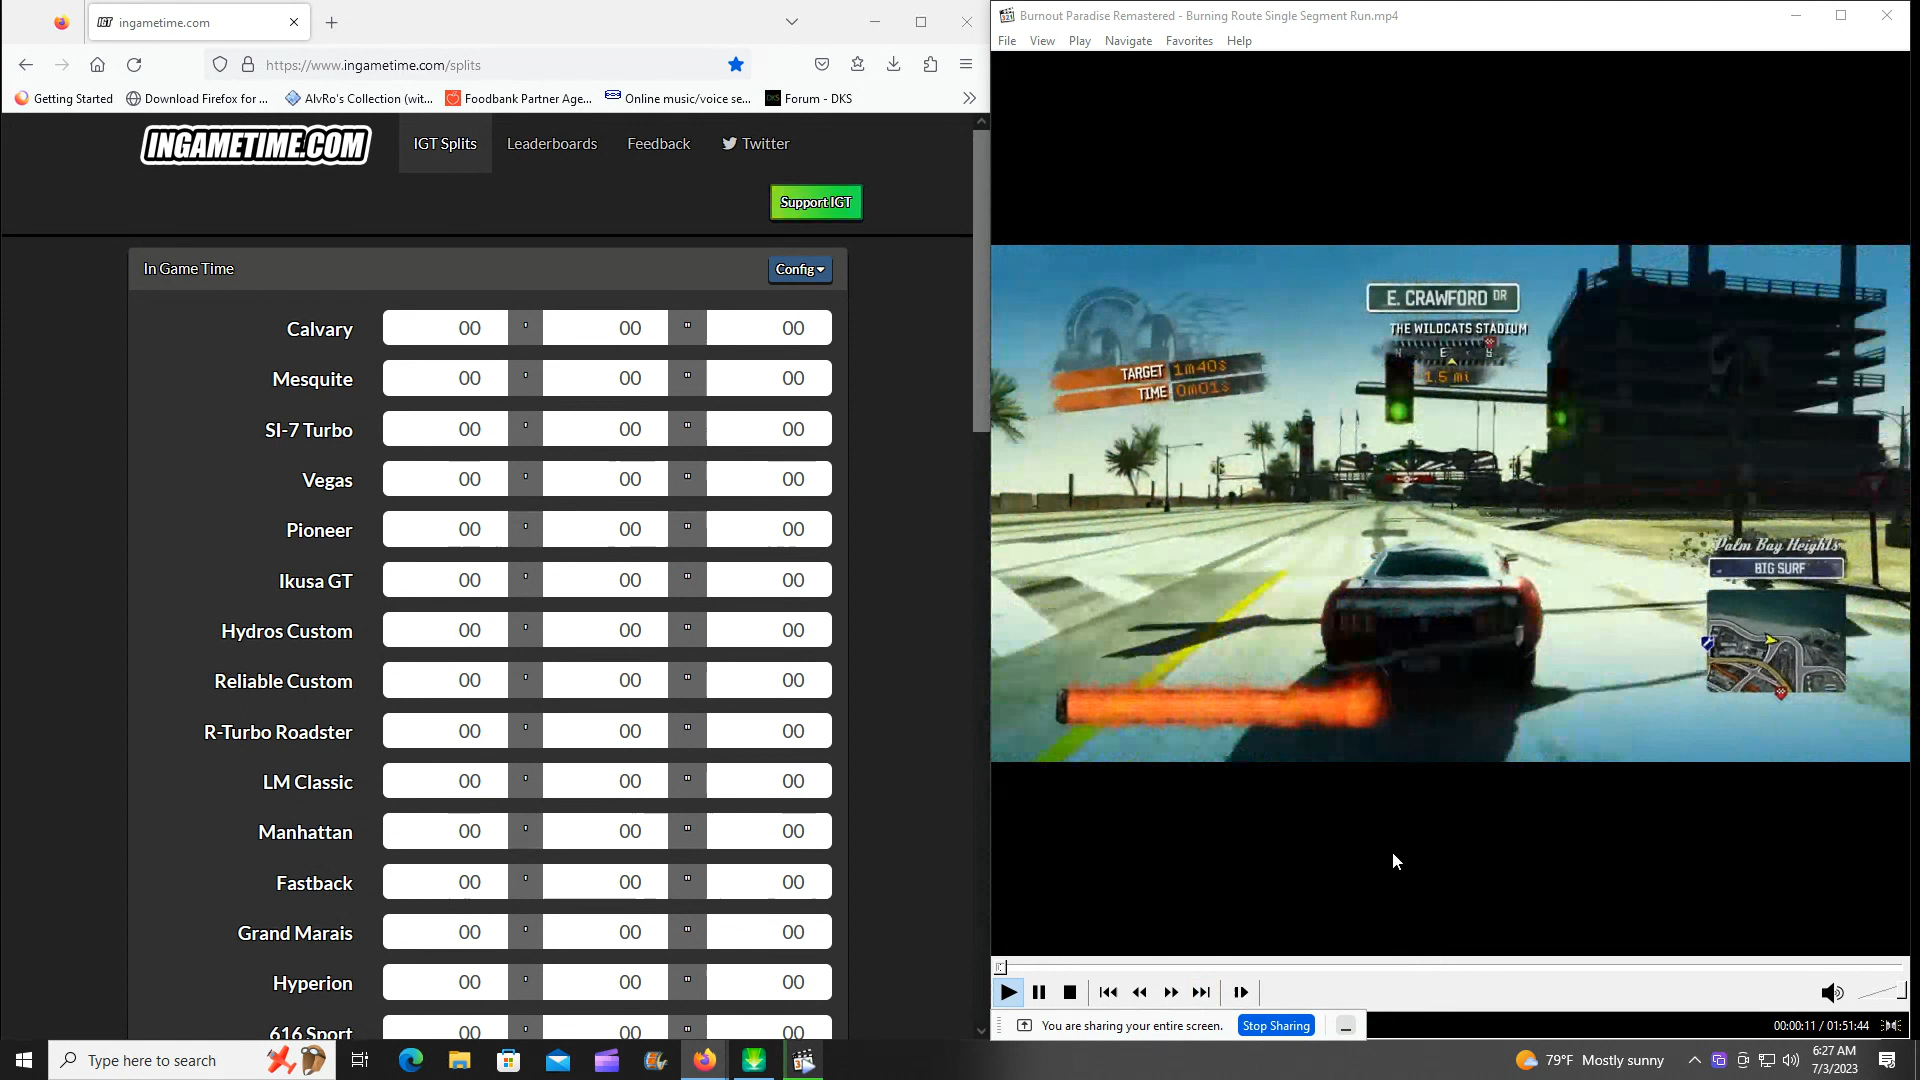 ingametime.com
https://www.ingametime.com/splits
Getting Started
Download Firefox for ...
AlvRo's Collection (wit...
Foodbank Partner Age...
Online music/voice se...
Forum - DKS
INGAMETIME.COM
IGT Splits
Leaderboards
Feedback
Twitter
Support IGT
In Game Time
Config
Calvary 00 ' 00 " 00
Mesquite 00 ' 00 " 00
SI-7 Turbo 00 ' 00 " 00
Vegas 00 ' 00 " 00
Pioneer 00 ' 00 " 00
Ikusa GT 00 ' 00 " 00
Hydros Custom 00 ' 00 " 00
Reliable Custom 00 ' 00 " 00
R-Turbo Roadster 00 ' 00 " 00
LM Classic 00 ' 00 " 00
Manhattan 00 ' 00 " 00
Fastback 00 ' 00 " 00
Grand Marais 00 ' 00 " 00
Hyperion 00 ' 00 " 00
616 Sport 00 ' 00 " 00
Burnout Paradise Remastered - Burning Route Single Segment Run.mp4
File View Play Navigate Favorites Help
E. CRAWFORD DR
THE WILDCATS STADIUM
E S
1.5 mi
TARGET 1m40s
TIME 0m01s
Palm Bay Heights
BIG SURF
You are sharing your entire screen.
Stop Sharing
00:00:11 / 01:51:44
Type here to search
79°F Mostly sunny
6:27 AM
7/3/2023